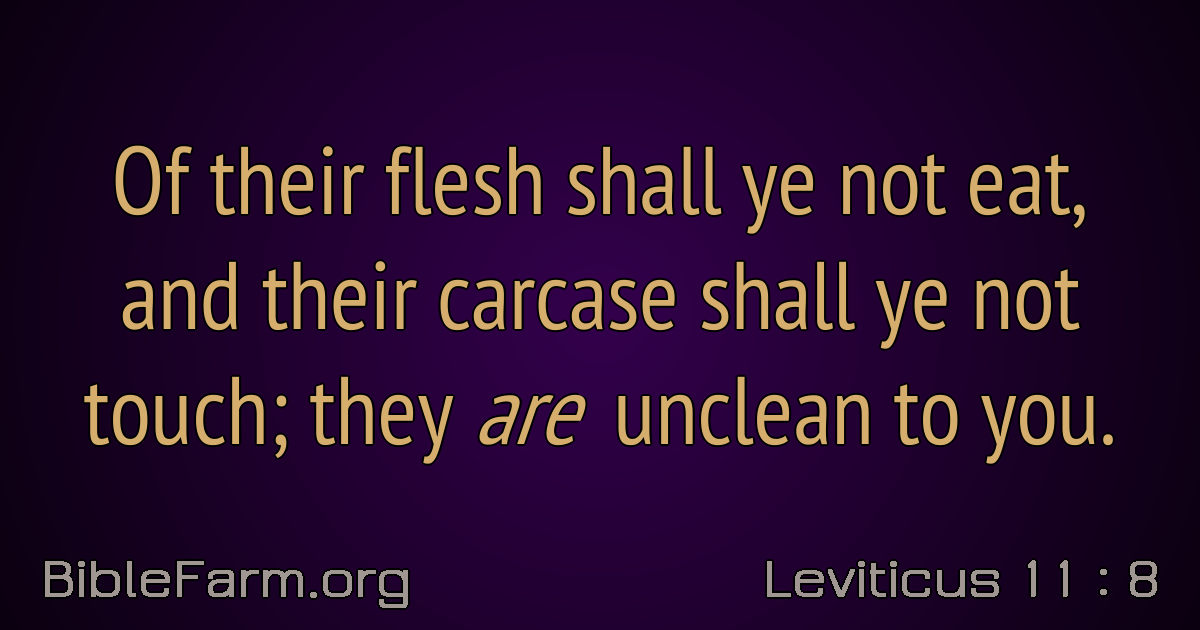 Of their flesh shall ye not eat,
and their carcase shall ye not
touch; they are unclean to you.
BibleFarm.org
Leviticus 11 : 8